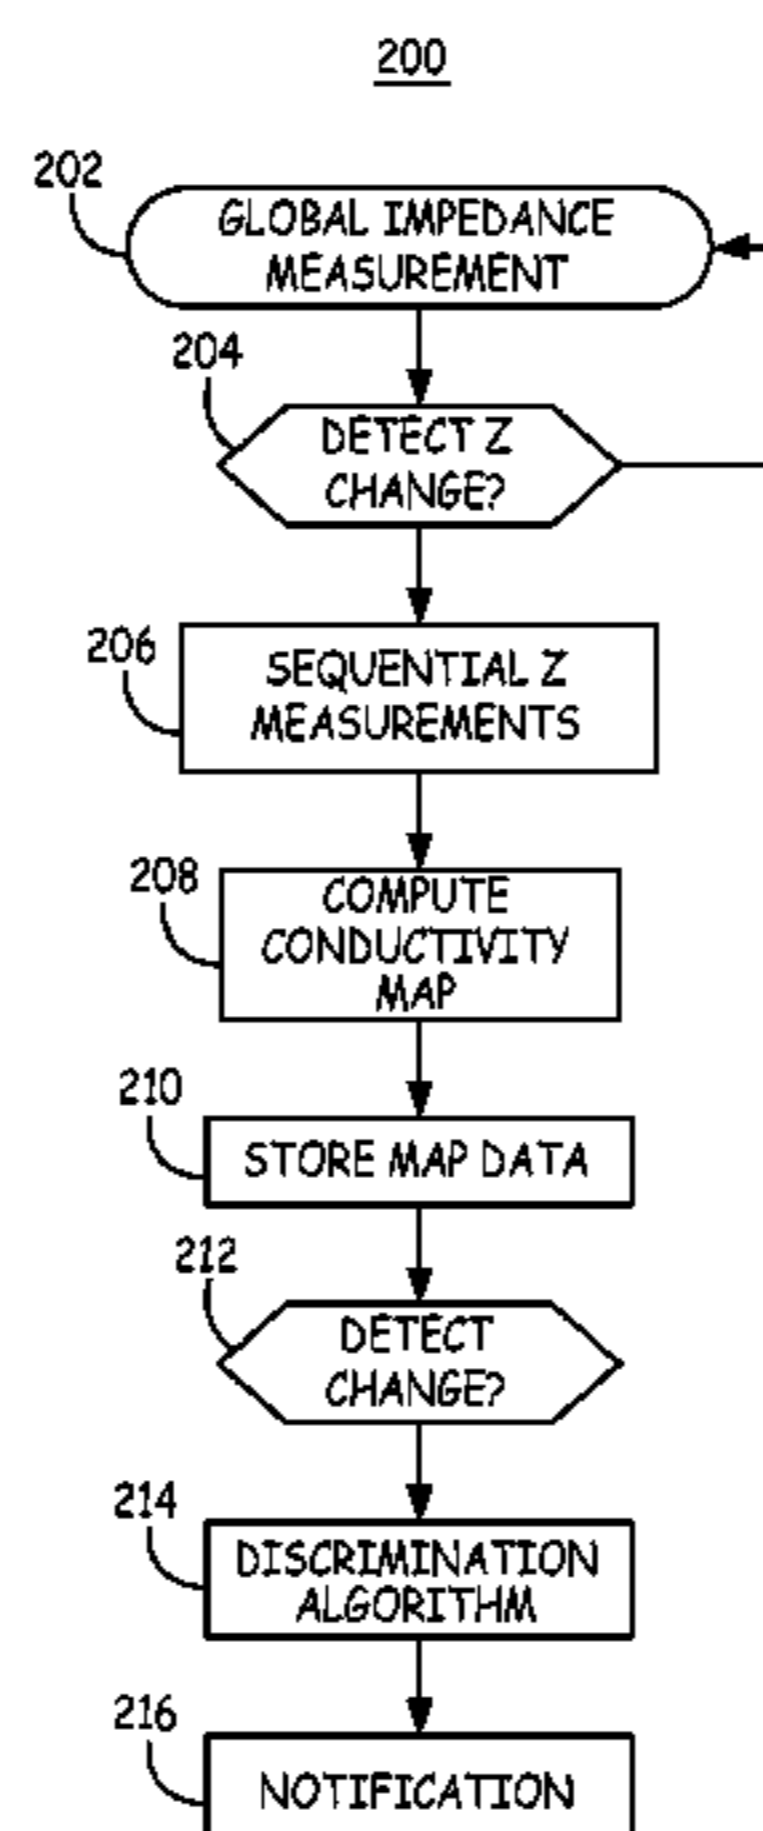 200
202
GLOBAL IMPEDANCE
MEASUREMENT
204
DETECT Z
CHANGE?
206
SEQUENTIAL Z
MEASUREMENTS
208
COMPUTE
CONDUCTIVITY
MAP
210
STORE MAP DATA
212
DETECT
CHANGE?
214
DISCRIMINATION
ALGORITHM
216
NOTIFICATION